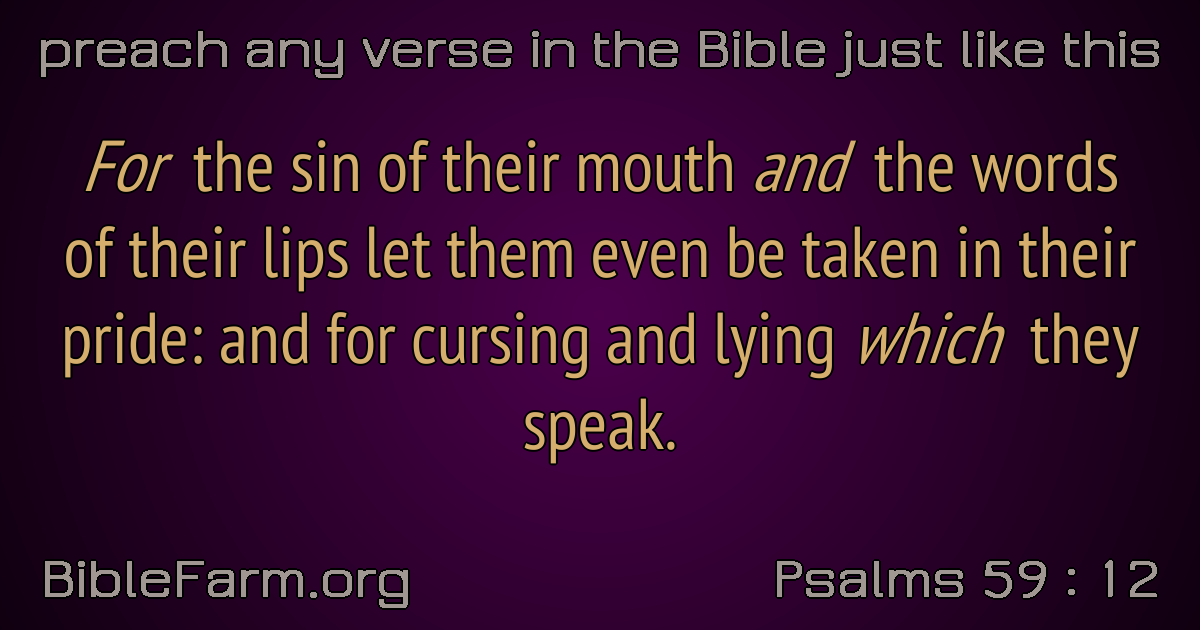 preach any verse in the Bible just like this
For the sin of their mouth and the words
of their lips let them even be taken in their
pride: and for cursing and lying which they
speak.
BibleFarm.org
Psalms 59 : 12